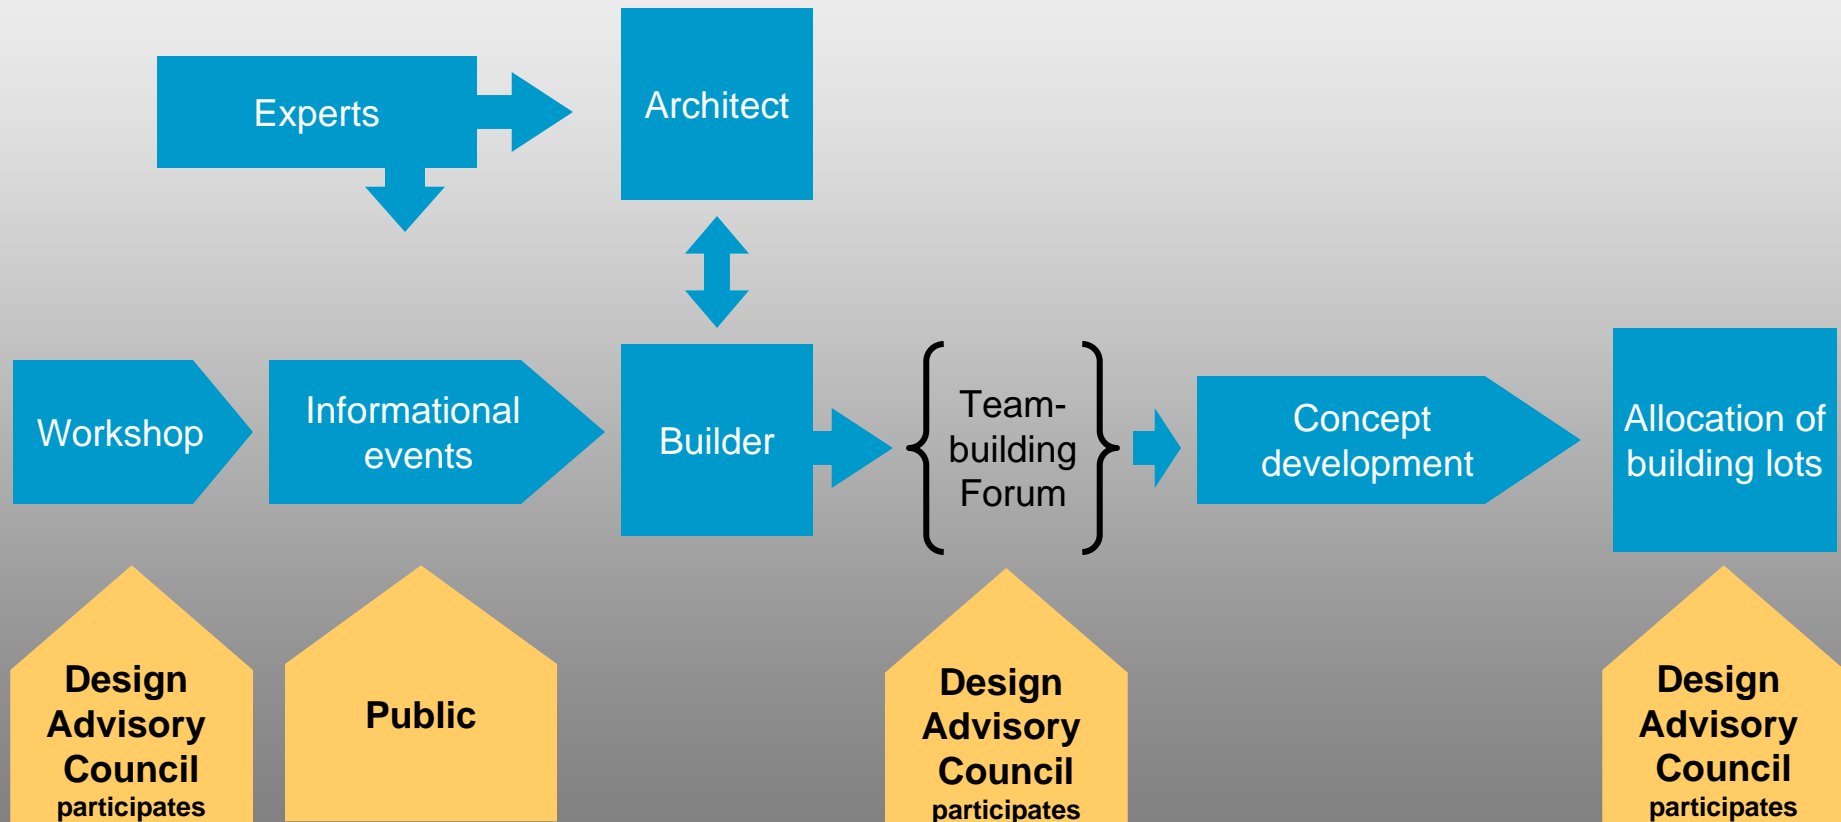 Experts
Architect
Workshop
Informational
events
Builder
Team-
building
Forum
Concept
development
Allocation of
building lots
Design
Advisory
Council
participates
Public
Design
Advisory
Council
participates
Design
Advisory
Council
participates